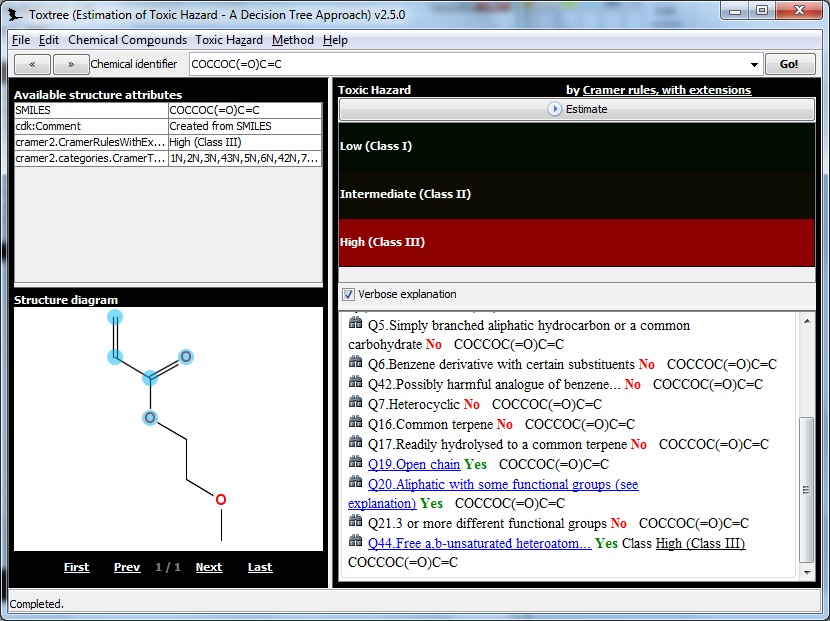 Toxtree (Estimation of Toxic Hazard - A Decision Tree Approach) v2.5.0
File Edit Chemical Compounds Toxic Hazard Method Help
« » Chemical identifier COCCOC(=O)C=C Go!
Available structure attributes
SMILES COCCOC(=O)C=C
cdk:Comment Created from SMILES
cramer2.CramerRulesWithEx... High (Class III)
cramer2.categories.CramerT... 1N,2N,3N,43N,5N,6N,42N,7...
Structure diagram
O
O
O
First Prev 1 / 1 Next Last
Toxic Hazard by Cramer rules, with extensions
Estimate
Low (Class I)
Intermediate (Class II)
High (Class III)
Verbose explanation
Q5.Simply branched aliphatic hydrocarbon or a common
carbohydrate No COCCOC(=O)C=C
Q6.Benzene derivative with certain substituents No COCCOC(=O)C=C
Q42.Possibly harmful analogue of benzene... No COCCOC(=O)C=C
Q7.Heterocyclic No COCCOC(=O)C=C
Q16.Common terpene No COCCOC(=O)C=C
Q17.Readily hydrolysed to a common terpene No COCCOC(=O)C=C
Q19.Open chain Yes COCCOC(=O)C=C
Q20.Aliphatic with some functional groups (see
explanation) Yes COCCOC(=O)C=C
Q21.3 or more different functional groups No COCCOC(=O)C=C
Q44.Free a,b-unsaturated heteroatom... Yes Class High (Class III)
COCCOC(=O)C=C
Completed.